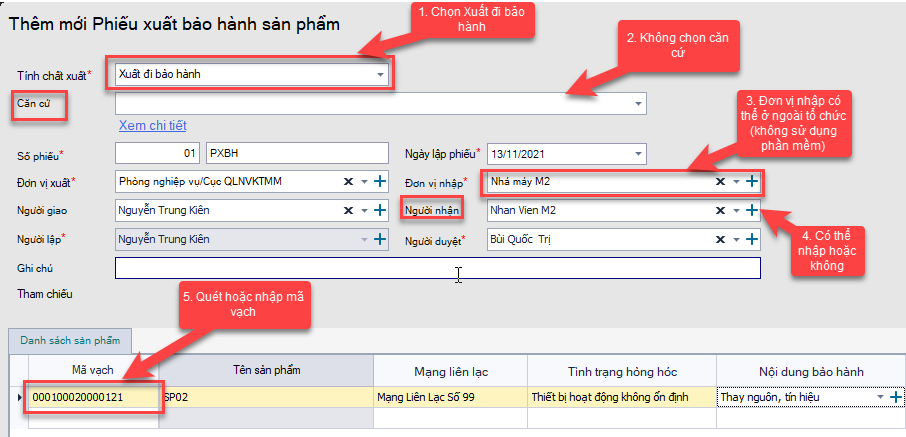 Thêm mới Phiếu xuất bảo hành sản phẩm
1. Chọn Xuất đi bảo
hành
2. Không chọn căn
cứ
Tính chất xuất* Xuất đi bảo hành
Căn cứ
Xem chi tiết
3. Đơn vị nhập có
thể ở ngoài tổ chức
(không sử dụng
phần mềm)
Số phiếu* 01 PXBH Ngày lập phiếu* 13/11/2021
Đơn vị xuất* Phòng nghiệp vụ/Cục QLNVKTMM Đơn vị nhập* Nhá máy M2
Người giao Nguyễn Trung Kiên Người nhận Nhan Vien M2
Người lập* Nguyễn Trung Kiên Người duyệt* Bùi Quốc Trị
4. Có thể
nhập hoặc
không
Ghi chú
Tham chiếu
5. Quét hoặc nhập mã
vạch
Danh sách sản phẩm
Mã vạch Tên sản phẩm Mạng liên lạc Tình trạng hỏng hóc Nội dung bảo hành
000100020000121 SP02 Mạng Liên Lạc Số 99 Thiết bị hoạt động không ổn định Thay nguồn, tín hiệu